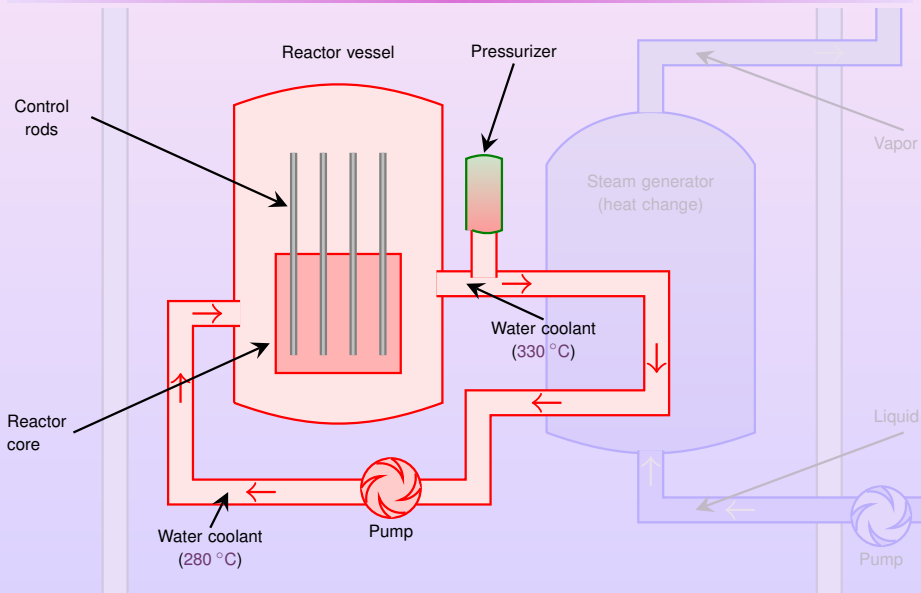 Reactor vessel
Pressurizer
Control
rods
Vapor
Steam generator
(heat change)
Water coolant
(330 °C)
Reactor
core
Liquid
Water coolant
(280 °C)
Pump
Pump